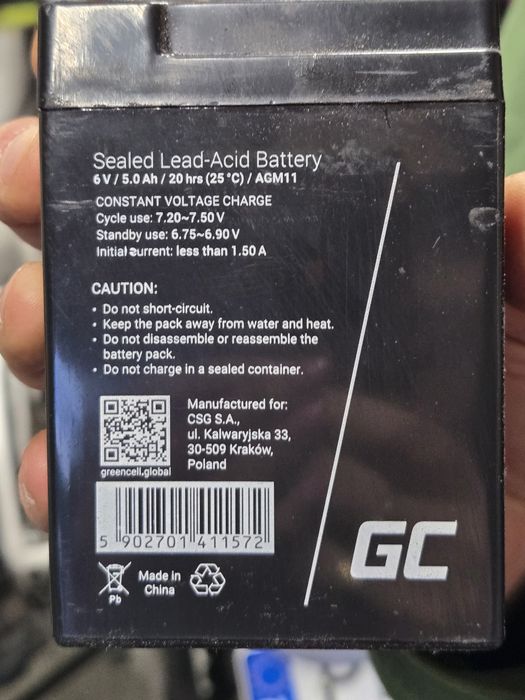 Sealed Lead-Acid Battery
6 V / 5.0 Ah / 20 hrs (25 °C) / AGM11
CONSTANT VOLTAGE CHARGE
Cycle use: 7.20~7.50 V
Standby use: 6.75~6.90 V
Initial current: less than 1.50 A
CAUTION:
• Do not short-circuit.
• Keep the pack away from water and heat.
• Do not disassemble or reassemble the
battery pack.
• Do not charge in a sealed container.
Manufactured for:
CSG S.A.,
ul. Kalwaryjska 33,
30-509 Kraków,
Poland
greencell.global
5 902701 411572
GC
Pb
Made in
China